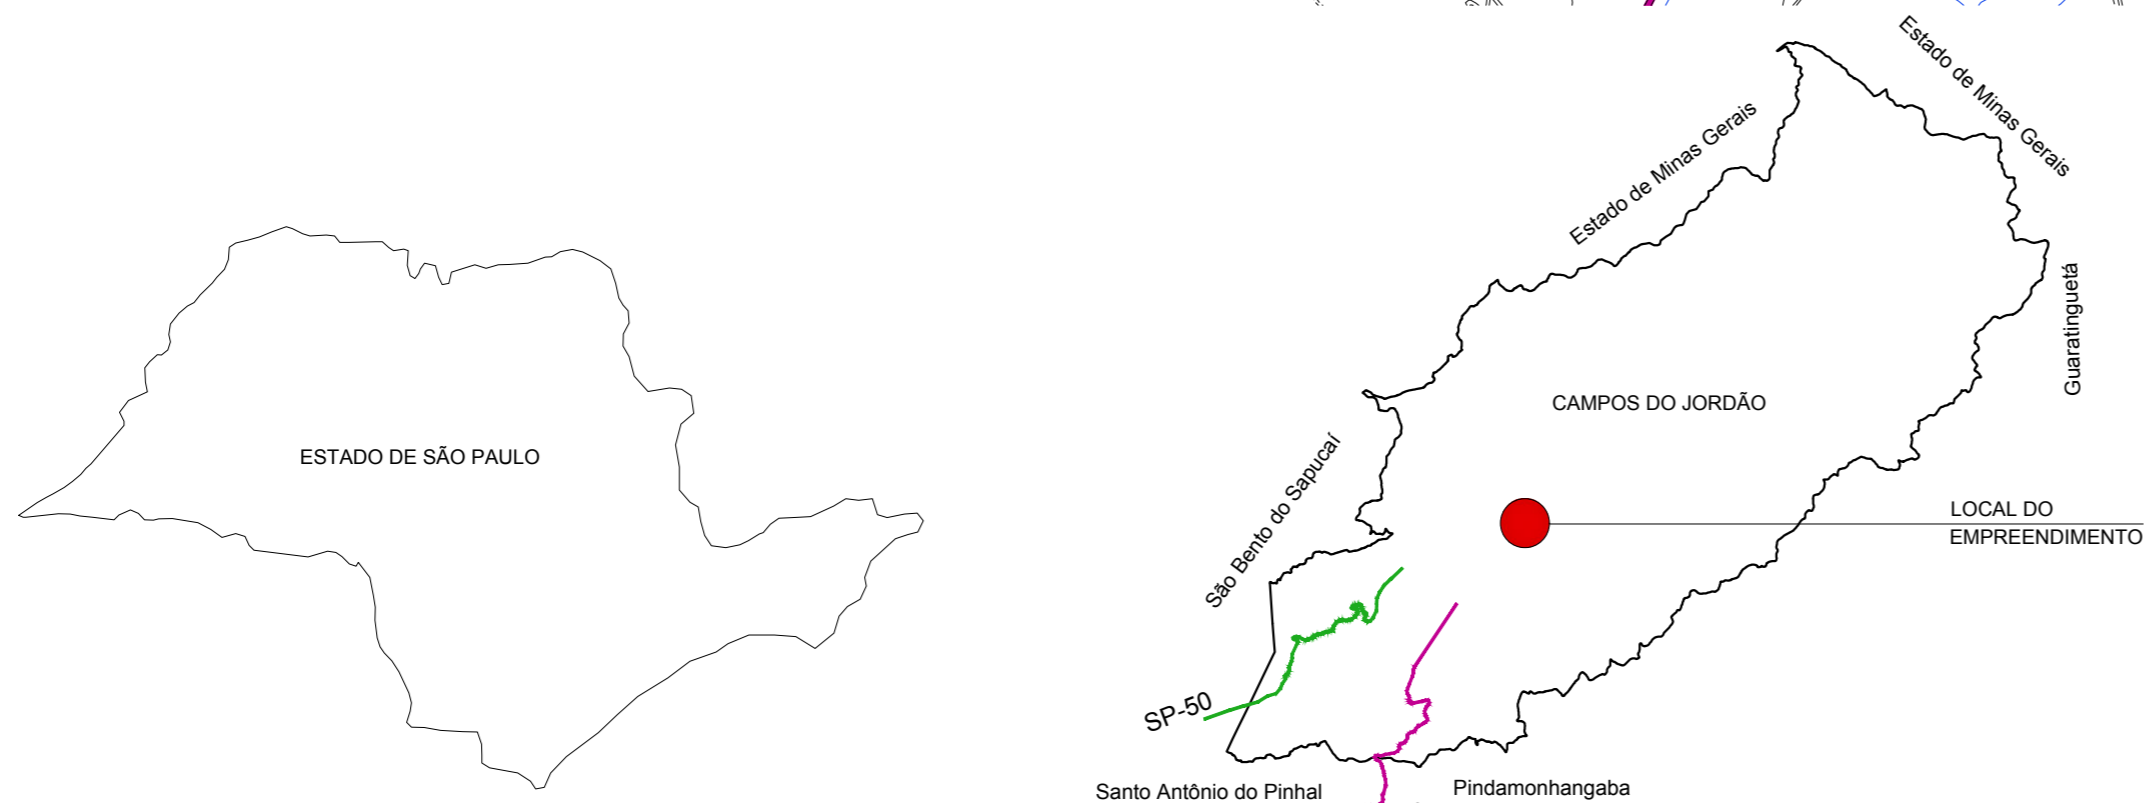 Estado de Minas Gerais
Estado de Minas Gerais
Guaratinguetá
CAMPOS DO JORDÃO
ESTADO DE SÃO PAULO
São Bento do Sapucaí
LOCAL DO
EMPREENDIMENTO
SP-50
Santo Antônio do Pinhal
Pindamonhangaba